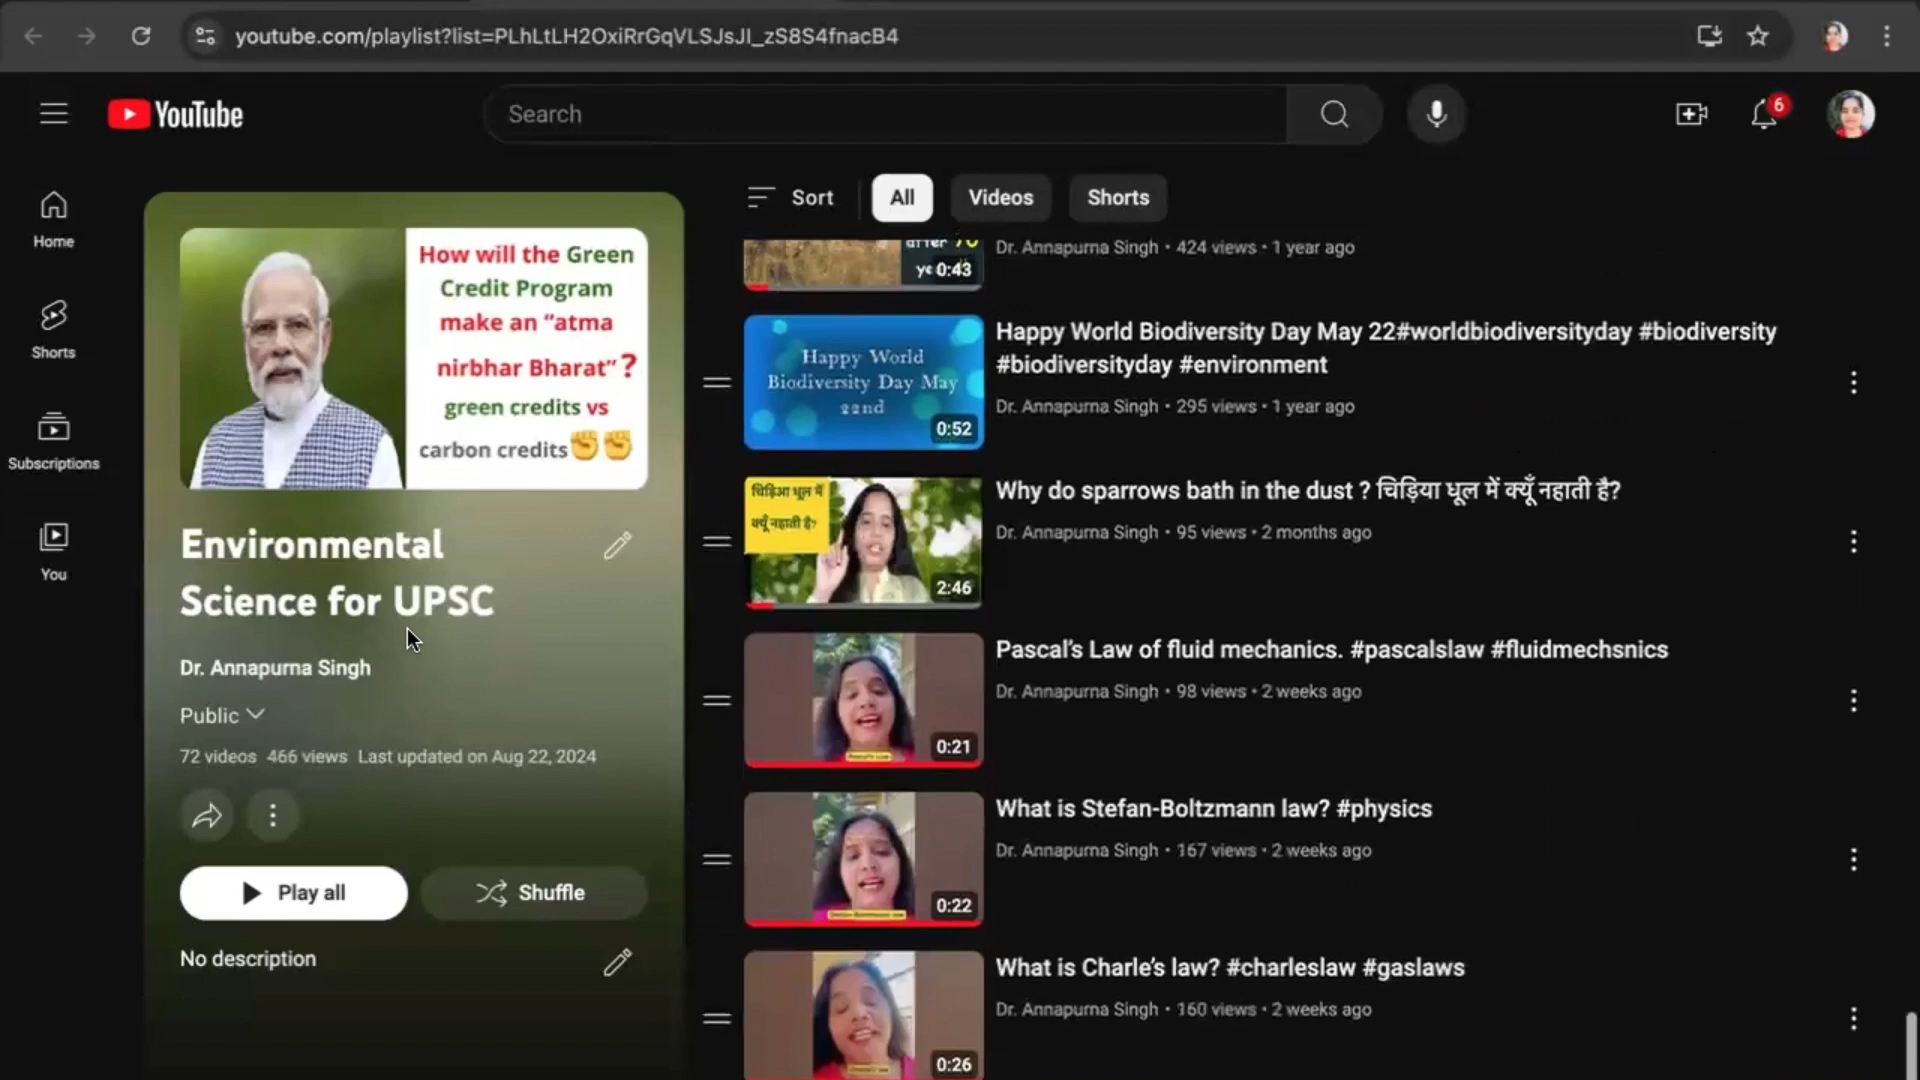 youtube.com/playlist?list=PLhLtLH2OxiRrGqVLSJsJI_zS8S4fnacB4
YouTube
Search
6
Home
Shorts
Subscriptions
You
How will the Green
Credit Program
make an “atma
nirbhar Bharat”?
green credits vs
carbon credits✊✊
Environmental
Science for UPSC
Dr. Annapurna Singh
Public
72 videos 466 views Last updated on Aug 22, 2024
Play all
Shuffle
No description
Sort
All
Videos
Shorts
after 70
0:43
Dr. Annapurna Singh • 424 views • 1 year ago
Happy World
Biodiversity Day May
22nd
0:52
Happy World Biodiversity Day May 22#worldbiodiversityday #biodiversity
#biodiversityday #environment
Dr. Annapurna Singh • 295 views • 1 year ago
चिड़िआ धूल में
क्यूँ नहाती है?
2:46
Why do sparrows bath in the dust ? चिड़िया धूल में क्यूँ नहाती है?
Dr. Annapurna Singh • 95 views • 2 months ago
0:21
Pascal’s Law of fluid mechanics. #pascalslaw #fluidmechsnics
Dr. Annapurna Singh • 98 views • 2 weeks ago
0:22
What is Stefan-Boltzmann law? #physics
Dr. Annapurna Singh • 167 views • 2 weeks ago
0:26
What is Charle’s law? #charleslaw #gaslaws
Dr. Annapurna Singh • 160 views • 2 weeks ago